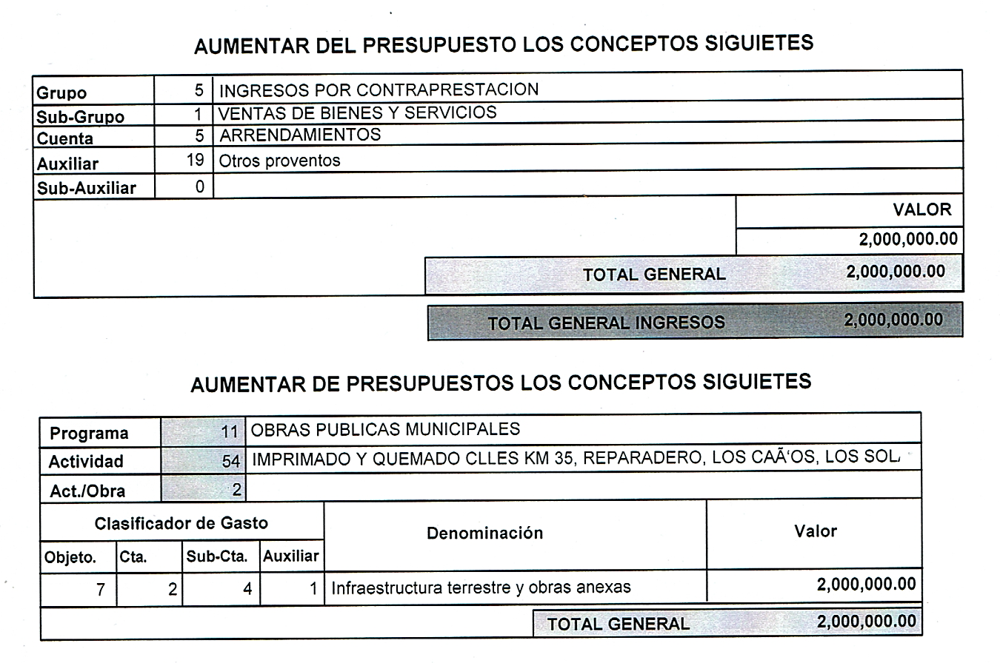 AUMENTAR DEL PRESUPUESTO LOS CONCEPTOS SIGUIETES
Grupo 5 INGRESOS POR CONTRAPRESTACION
Sub-Grupo 1 VENTAS DE BIENES Y SERVICIOS
Cuenta 5 ARRENDAMIENTOS
Auxiliar 19 Otros proventos
Sub-Auxiliar 0
VALOR
2,000,000.00
TOTAL GENERAL 2,000,000.00
TOTAL GENERAL INGRESOS 2,000,000.00
AUMENTAR DE PRESUPUESTOS LOS CONCEPTOS SIGUIETES
Programa 11 OBRAS PUBLICAS MUNICIPALES
Actividad 54 IMPRIMADO Y QUEMADO CLLES KM 35, REPARADERO, LOS CAÃ‘OS, LOS SOL
Act./Obra 2
Clasificador de Gasto Denominación Valor
Objeto. Cta. Sub-Cta. Auxiliar
7 2 4 1 Infraestructura terrestre y obras anexas 2,000,000.00
TOTAL GENERAL 2,000,000.00